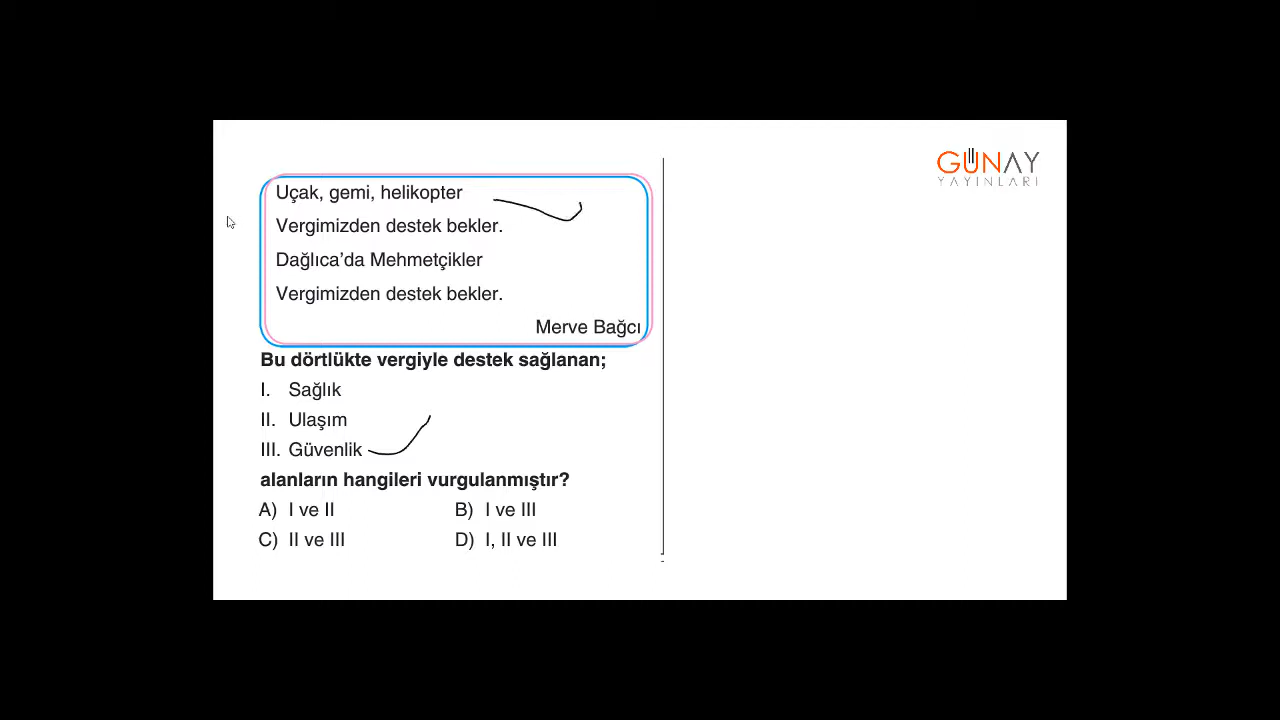 GÜNAY
YAYINLARI
Uçak, gemi, helikopter
Vergimizden destek bekler.
Dağlıca'da Mehmetçikler
Vergimizden destek bekler.
Merve Bağcı
Bu dörtlükte vergiyle destek sağlanan;
I. Sağlık
II. Ulaşım
III. Güvenlik
alanların hangileri vurgulanmıştır?
A) I ve II B) I ve III
C) II ve III D) I, II ve III